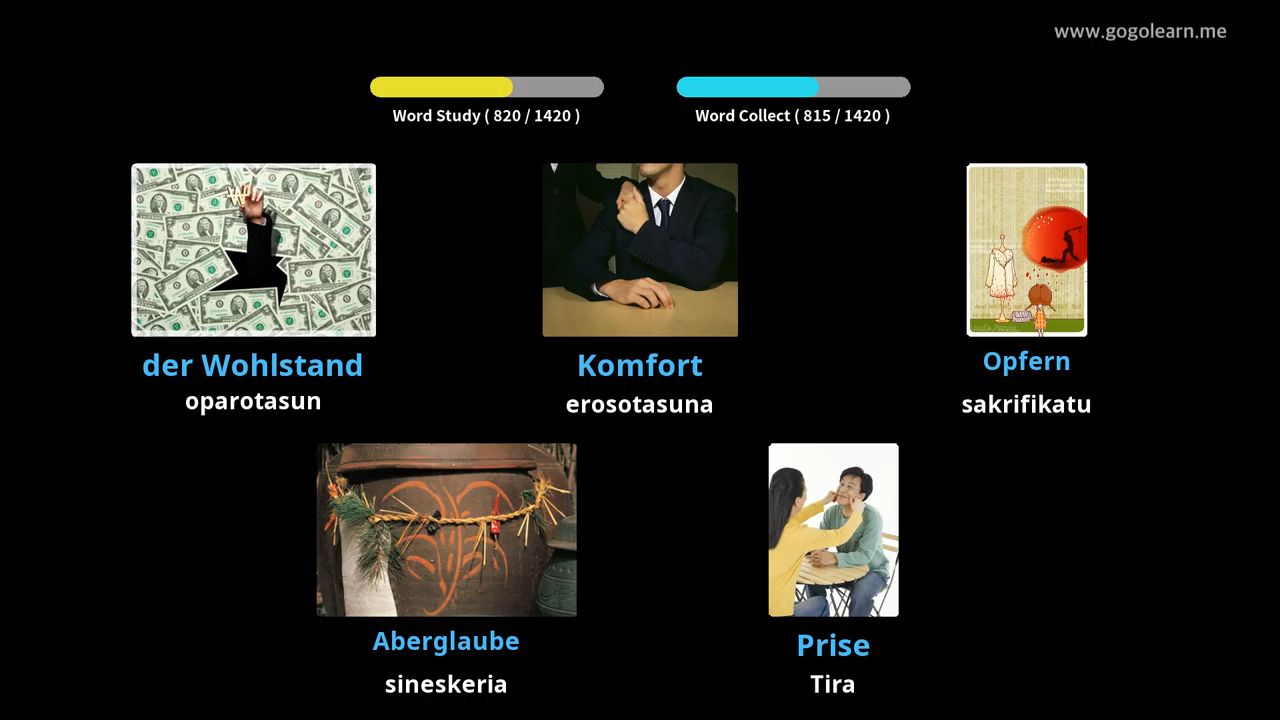 www.gogolearn.me
Word Study ( 820 / 1420 )
Word Collect ( 815 / 1420 )
der Wohlstand
oparotasun
Komfort
erosotasuna
Opfern
sakrifikatu
Aberglaube
sineskeria
Prise
Tira